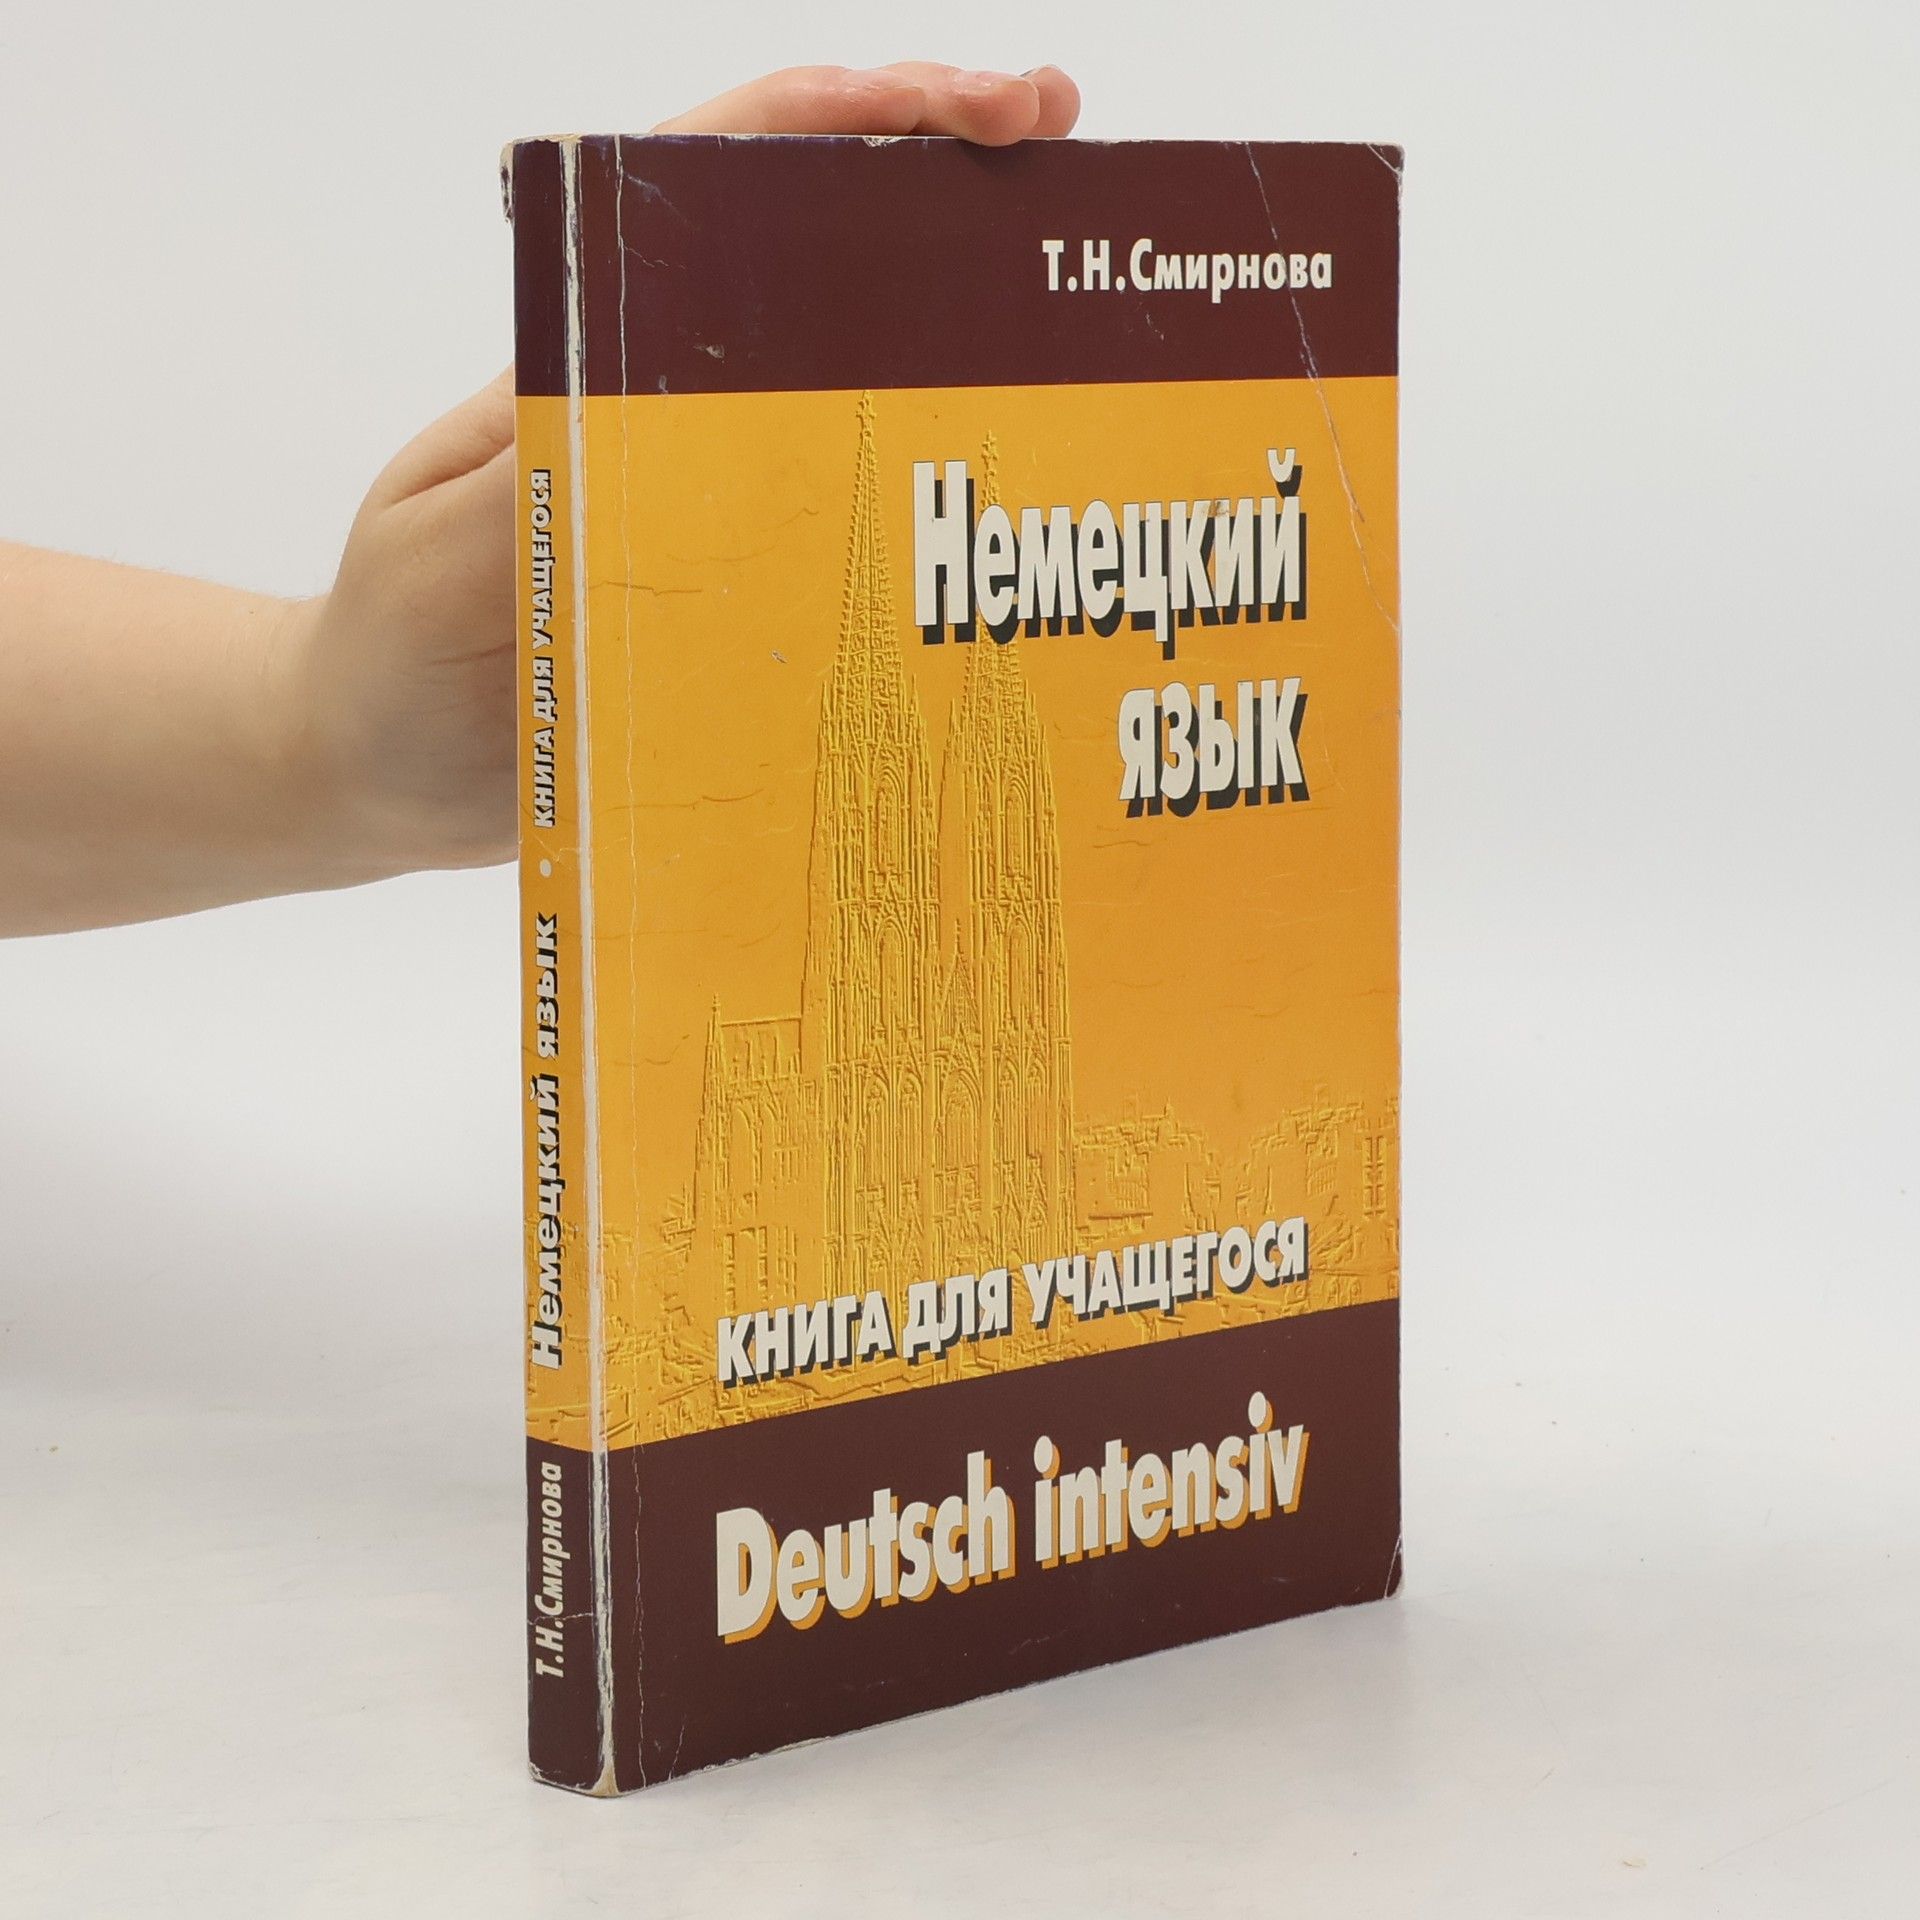 Т.Н.Смирнова
Немецкий
язык
КНИГА ДЛЯ УЧАЩЕГОСЯ
Deutsch intensiv
Т.Н.Смирнова Немецкий язык • КНИГА ДЛЯ УЧАЩЕГОСЯ